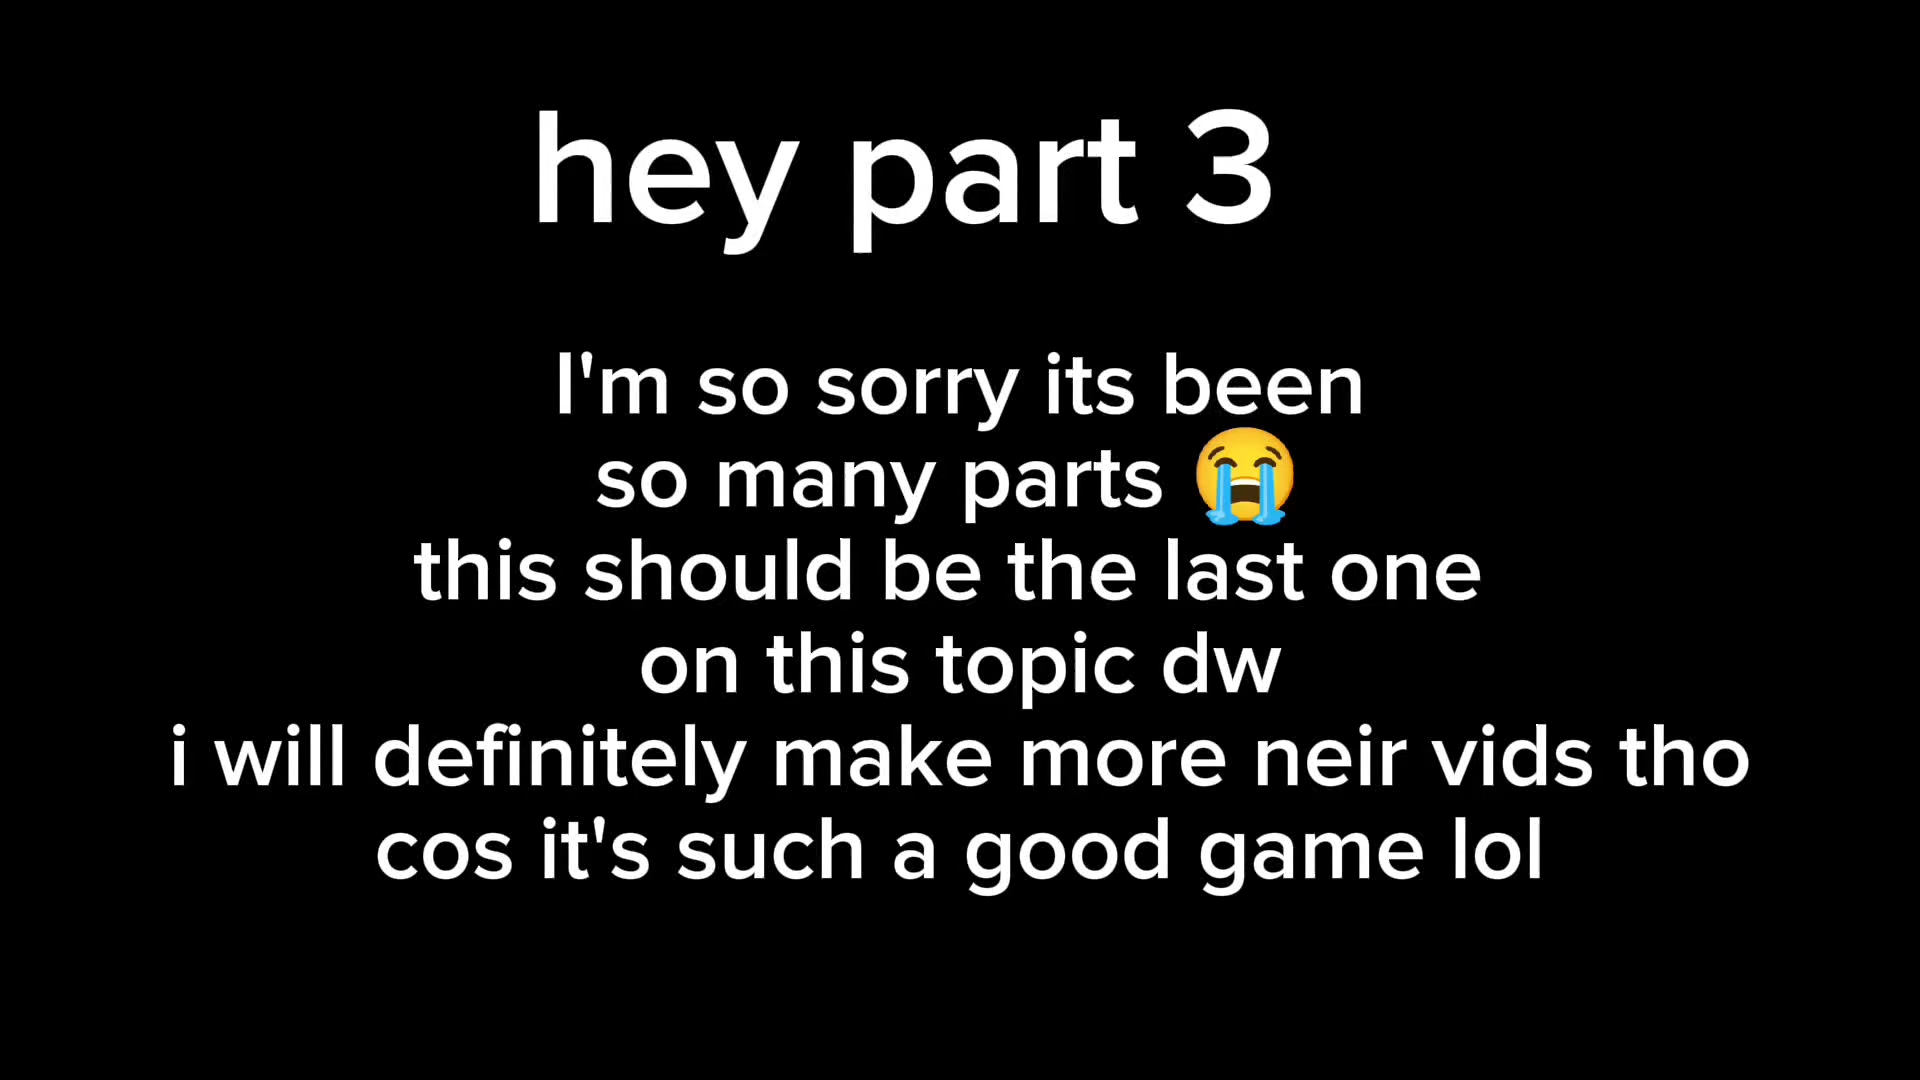 hey part 3
I'm so sorry its been
so many parts 😭
this should be the last one
on this topic dw
i will definitely make more neir vids tho
cos it's such a good game lol